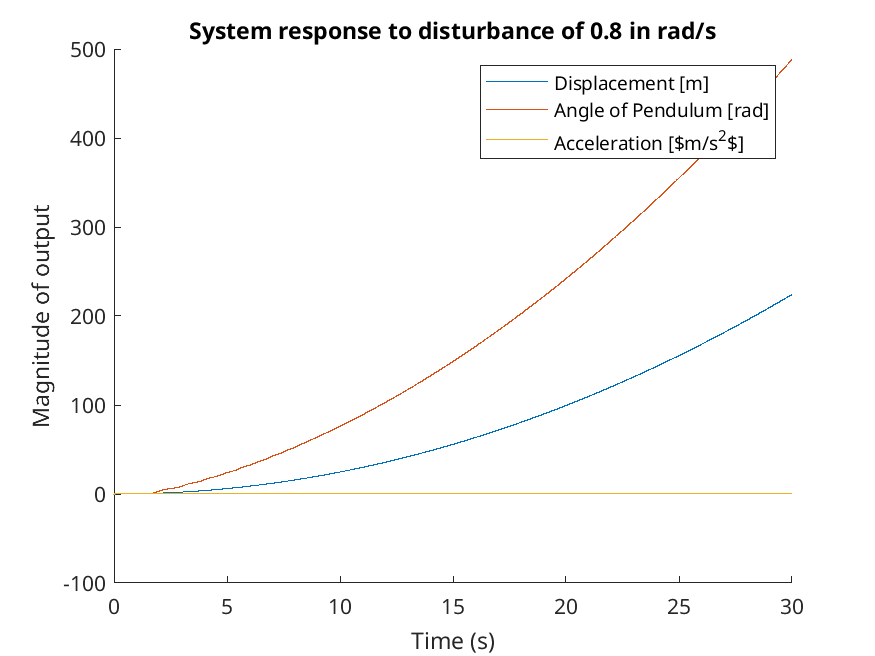 System response to disturbance of 0.8 in rad/s
500
400
300
200
100
0
-100
Magnitude of output
Displacement [m]
Angle of Pendulum [rad]
Acceleration [$m/s²$]
0 5 10 15 20 25 30
Time (s)